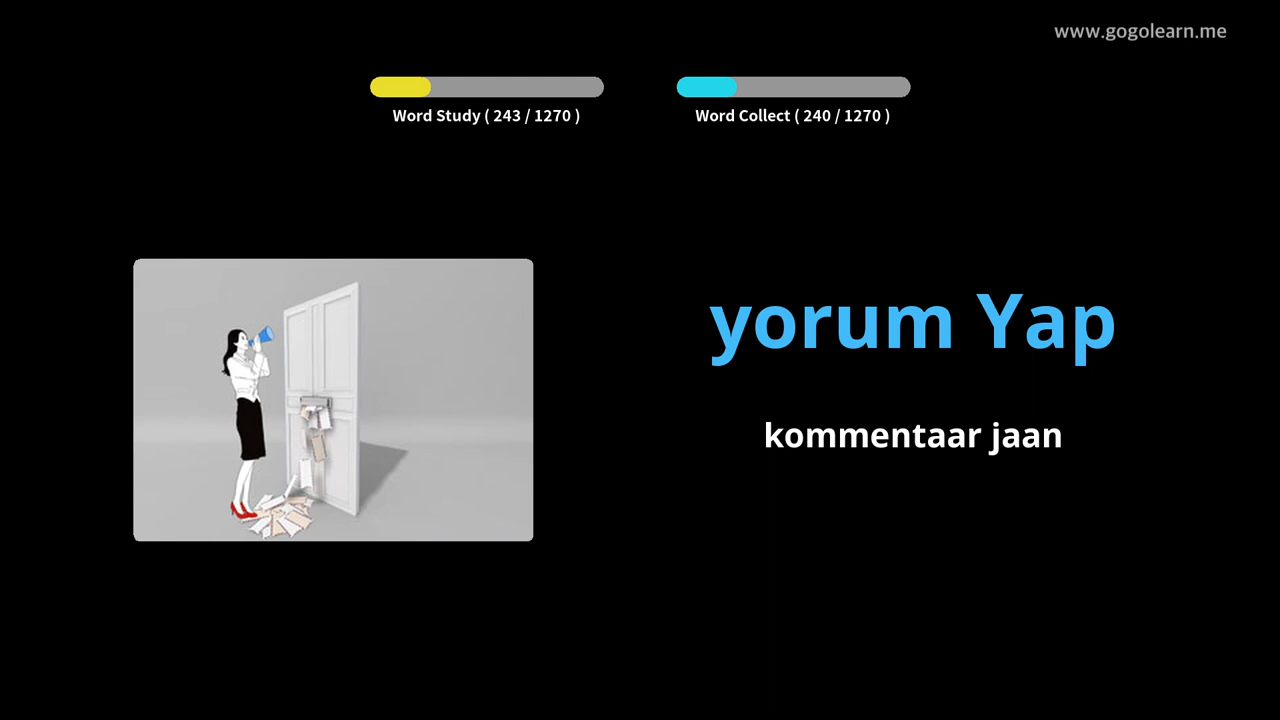 www.gogolearn.me
Word Study ( 243 / 1270 )
Word Collect ( 240 / 1270 )
yorum Yap
kommentaar jaan